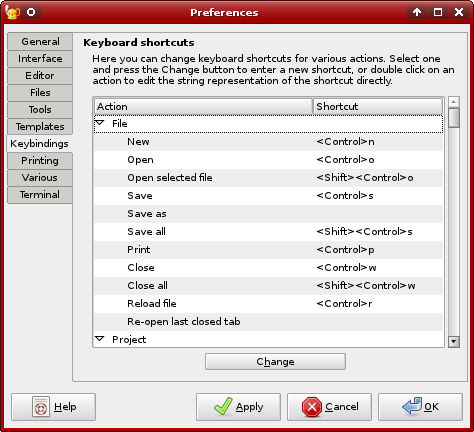 Preferences
General
Interface
Editor
Files
Tools
Templates
Keybindings
Printing
Various
Terminal
Keyboard shortcuts
Here you can change keyboard shortcuts for various actions. Select one
and press the Change button to enter a new shortcut, or double click on an
action to edit the string representation of the shortcut directly.
Action Shortcut
File
New <Control>n
Open <Control>o
Open selected file <Shift><Control>o
Save <Control>s
Save as
Save all <Shift><Control>s
Print <Control>p
Close <Control>w
Close all <Shift><Control>w
Reload file <Control>r
Re-open last closed tab
Project
Change
Help Apply Cancel OK